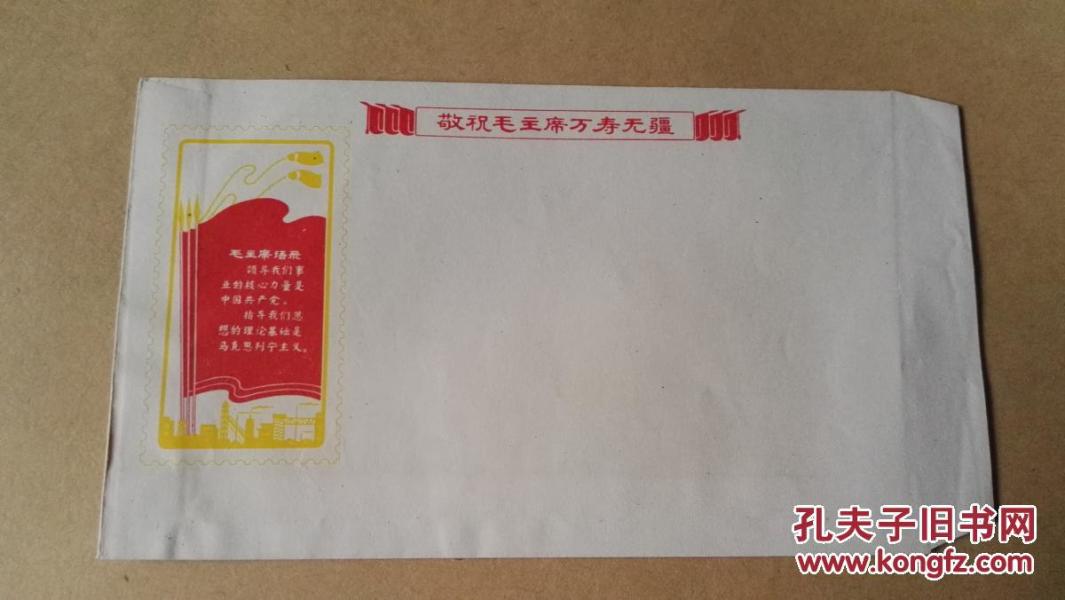 敬祝毛主席万寿无疆
毛主席语录
领导我们事
业的核心力量是
中国共产党。
指导我们思
想的理论基础是
马克思列宁主义。
孔夫子旧书网
www.kongfz.com